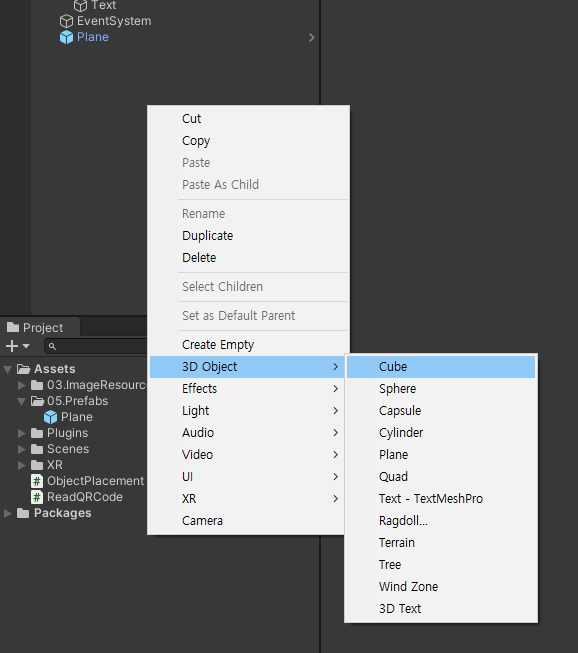 Text
EventSystem
Plane
Cut
Copy
Paste
Paste As Child
Rename
Duplicate
Delete
Select Children
Set as Default Parent
Create Empty
3D Object
Effects
Light
Audio
Video
UI
XR
Camera
Cube
Sphere
Capsule
Cylinder
Plane
Quad
Text - TextMeshPro
Ragdoll...
Terrain
Tree
Wind Zone
3D Text
Project
Assets
03.ImageResourc
05.Prefabs
Plane
Plugins
Scenes
XR
ObjectPlacement
ReadQRCode
Packages